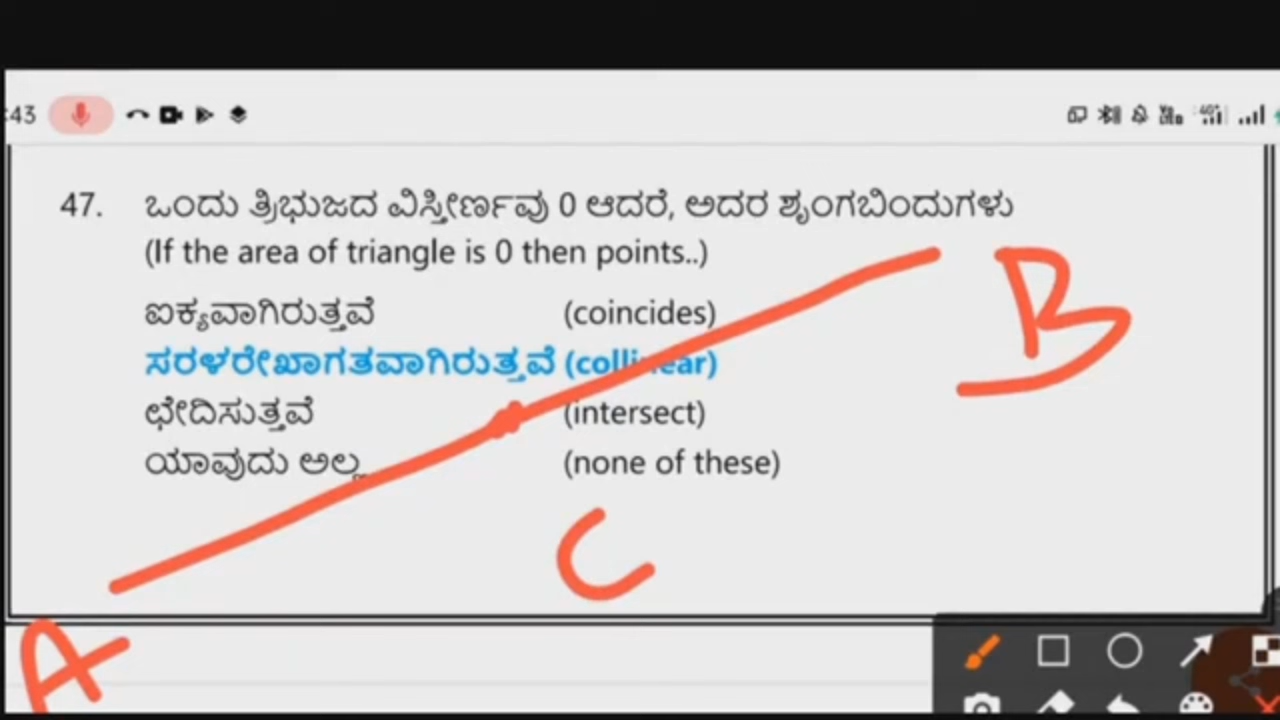 :43
47. ಒಂದು ತ್ರಿಭುಜದ ವಿಸ್ತೀರ್ಣವು 0 ಆದರೆ, ಅದರ ಶೃಂಗಬಿಂದುಗಳು
(If the area of triangle is 0 then points..)
ಐಕ್ಯವಾಗಿರುತ್ತವೆ (coincides)
ಸರಳರೇಖಾಗತವಾಗಿರುತ್ತವೆ (collinear)
ಛೇದಿಸುತ್ತವೆ (intersect)
ಯಾವುದು ಅಲ್ಲ (none of these)
B
C
A